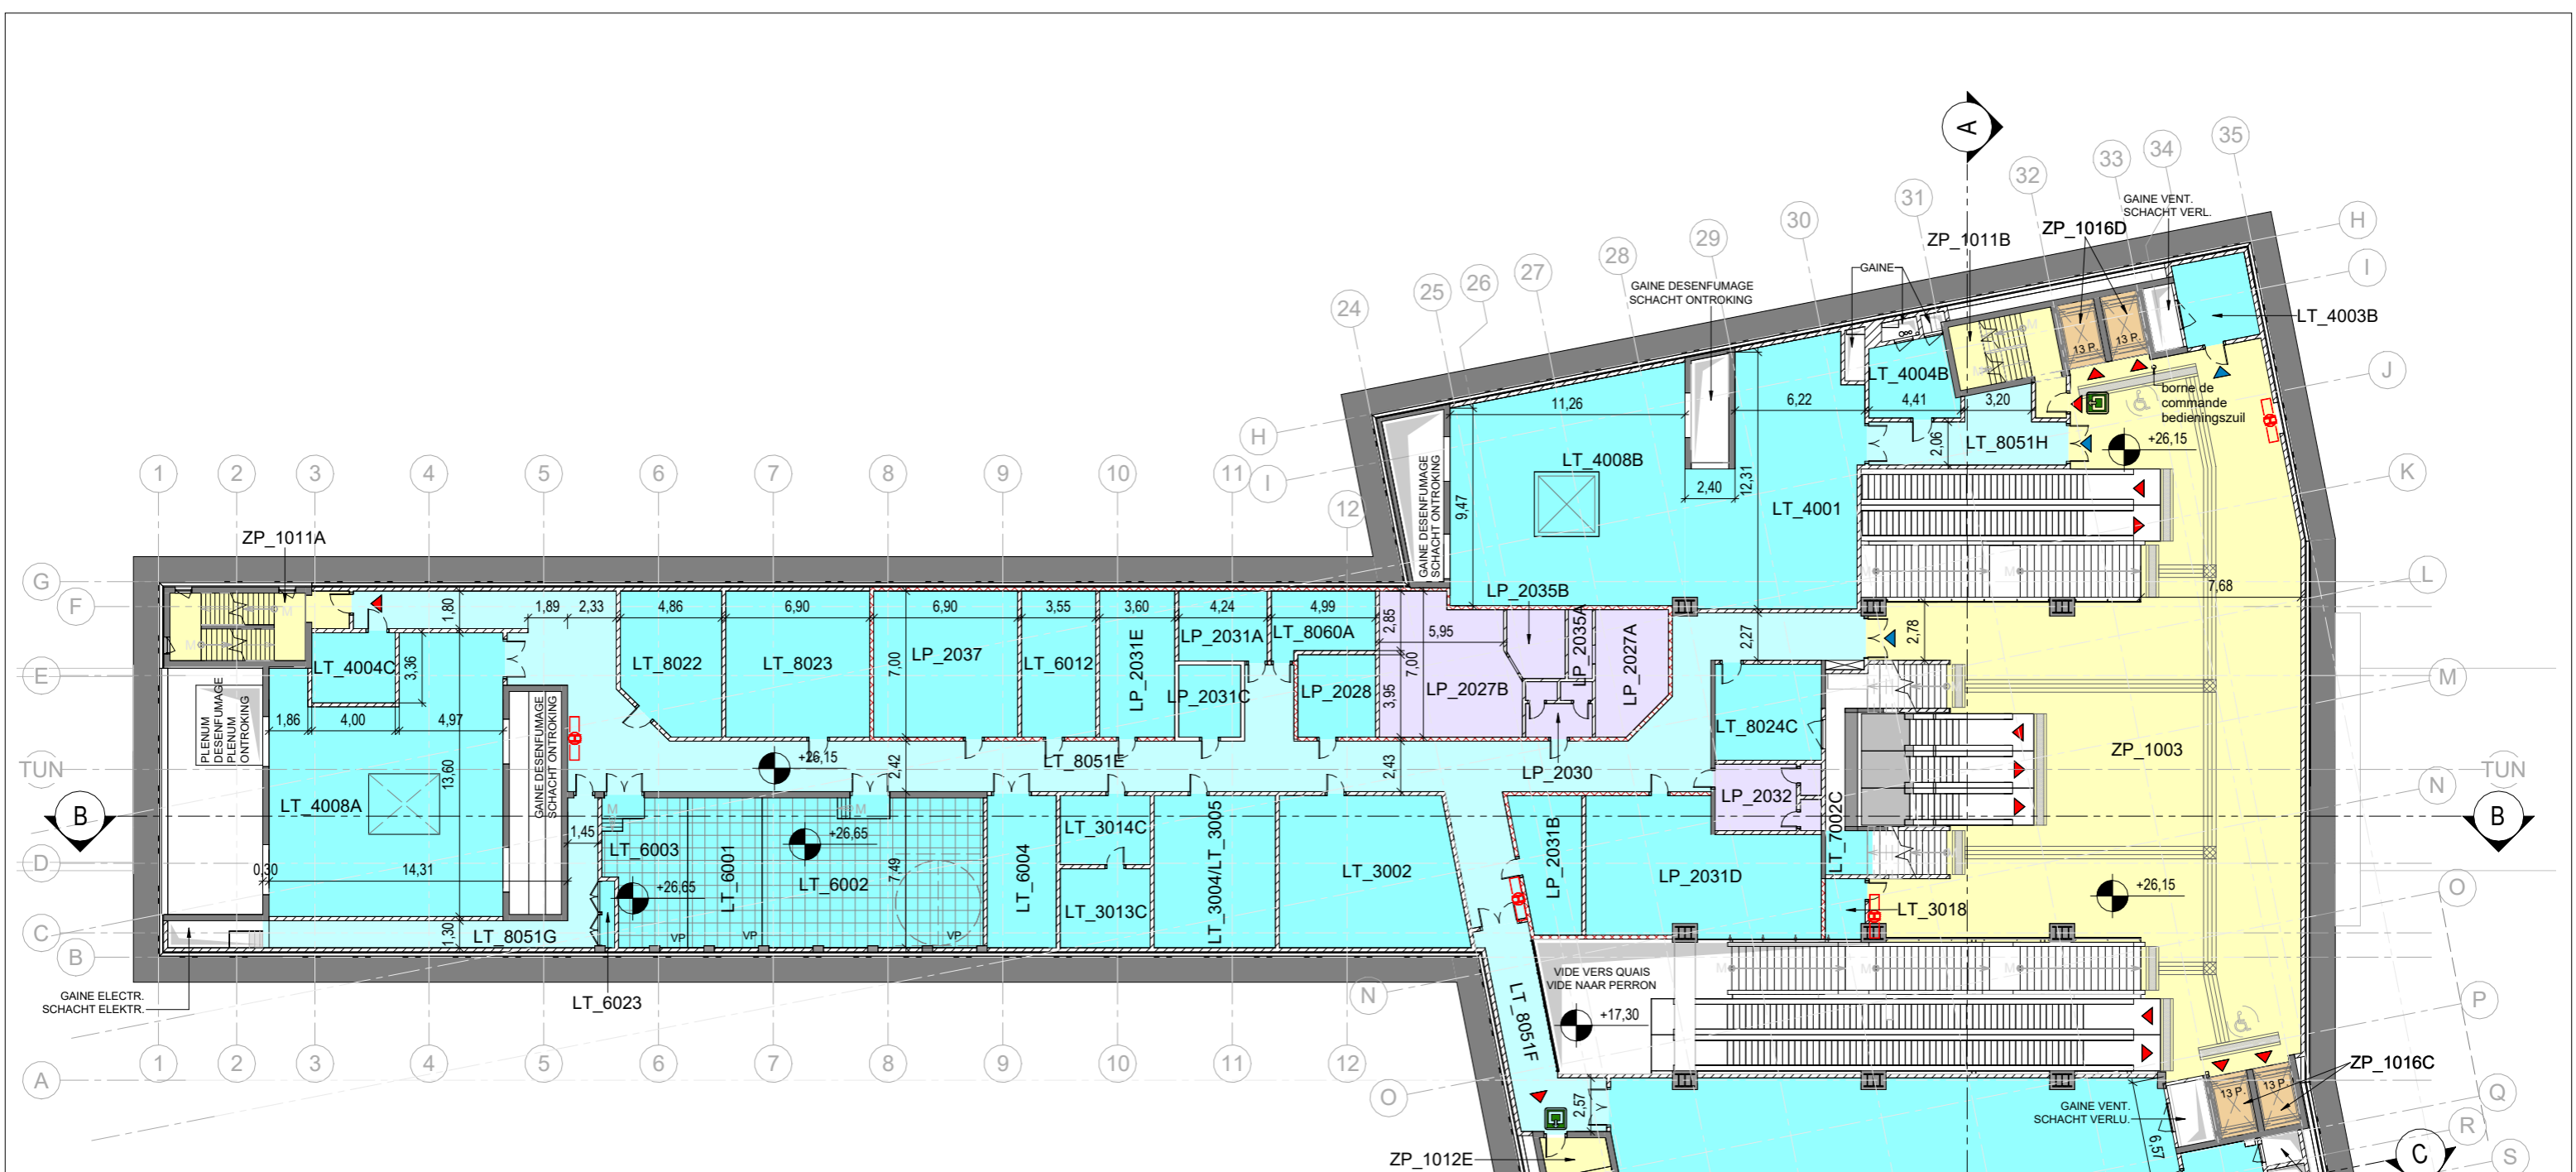 A
35
34
33
32
31
30
29
28
27
26
25
24
GAINE VENT.
SCHACHT VERL.
ZP_1016D
ZP_1011B
GAINE
GAINE DESENFUMAGE
SCHACHT ONTROKING
H
I
J
K
L
M
N
O
P
Q
R
S
LT_4003B
13 P.
13 P.
borne de
commande
bedieningszuil
LT_4004B
4,41
3,20
6,22
11,26
2,06
LT_8051H
+26,15
LT_4008B
2,40
12,31
9,47
LT_4001
GAINE DESENFUMAGE
SCHACHT ONTROKING
H
I
1
2
3
4
5
6
7
8
9
10
11
12
ZP_1011A
G
F
E
TUN
B
D
C
B
A
M
M
1,80
1,89
2,33
4,86
6,90
6,90
3,55
3,60
4,24
4,99
2,85
5,95
LP_2035B
LP_2035A
LP_2027A
7,68
2,27
2,78
LT_4004C
3,36
LT_8022
LT_8023
LP_2037
7,00
LT_6012
LP_2031E
LP_2031A
LT_8060A
LP_2031C
LP_2028
3,95
7,00
LP_2027B
LT_8024C
PLENUM
DESENFUMAGE
PLENUM
ONTROKING
1,86
4,00
4,97
GAINE DESENFUMAGE
SCHACHT ONTROKING
ZP_1003
TUN
+26,15
2,42
LT_8051E
2,43
LP_2030
LP_2032
LT_7002C
B
LT_4008A
13,60
1,45
M
M
+26,65
LT_6003
LT_6001
LT_6002
7,49
+26,65
LT_6004
LT_3014C
LT_3013C
LT_3004/LT_3005
LT_3002
LP_2031B
LP_2031D
LT_3018
+26,15
0,30
14,31
1,30
LT_8051G
VP
VP
VP
GAINE ELECTR.
SCHACHT ELEKTR.
LT_6023
VIDE VERS QUAIS
VIDE NAAR PERRON
+17,30
LT_8051F
M
M
M
N
O
1
2
3
4
5
6
7
8
9
10
11
12
2,57
ZP_1012E
ZP_1016C
13 P.
13 P.
GAINE VENT.
SCHACHT VERLU.
6,57
C